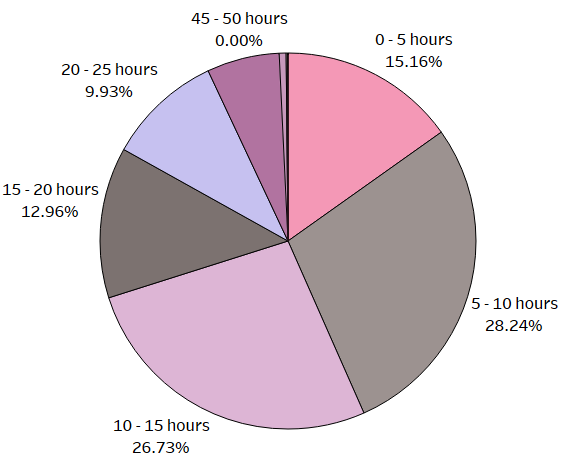 45 - 50 hours
0.00%
0 - 5 hours
15.16%
20 - 25 hours
9.93%
15 - 20 hours
12.96%
5 - 10 hours
28.24%
10 - 15 hours
26.73%